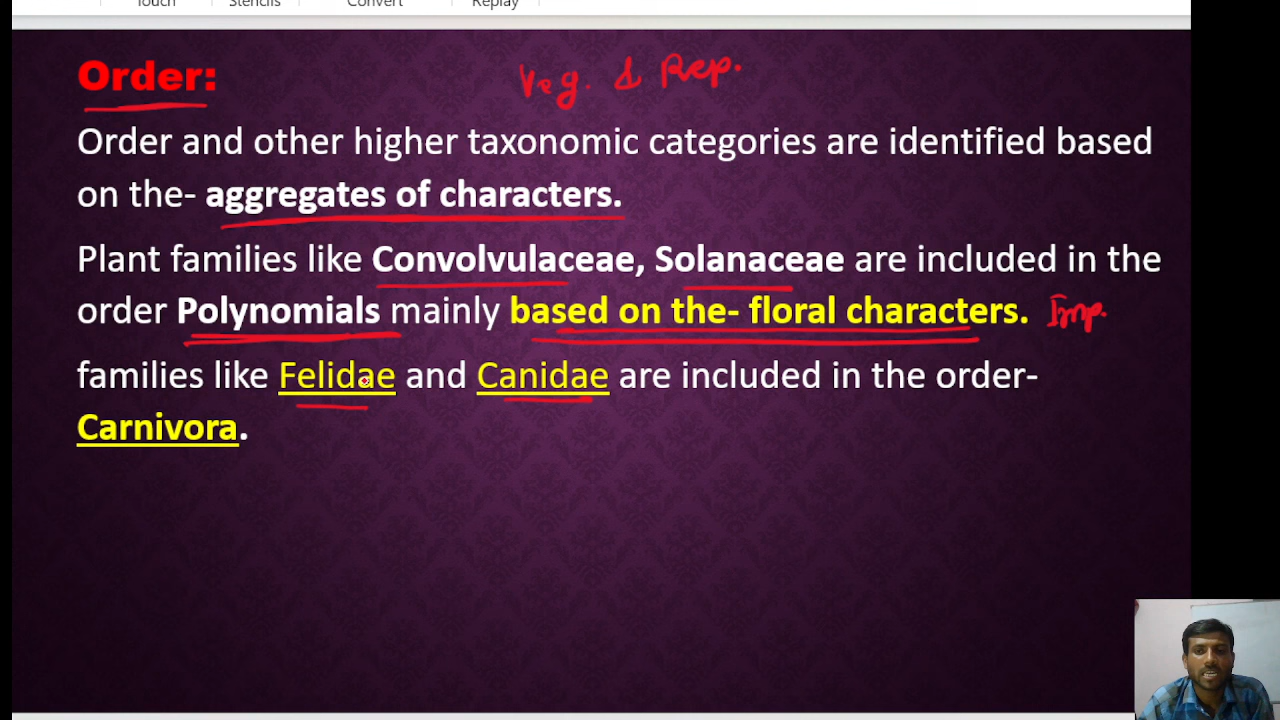 Touch Stencils Convert Replay
Order: Veg. & Rep.
Order and other higher taxonomic categories are identified based
on the- aggregates of characters.
Plant families like Convolvulaceae, Solanaceae are included in the
order Polynomials mainly based on the- floral characters. Imp.
families like Felidae and Canidae are included in the order-
Carnivora.